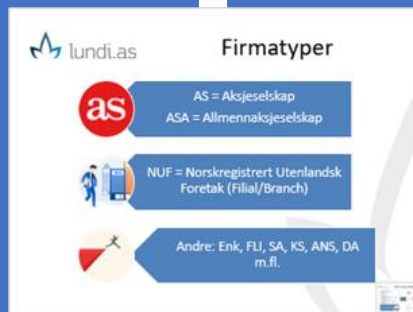 lundi.as
Firmatyper
as
AS = Aksjeselskap
ASA = Allmennaksjeselskap
NUF = Norskregistrert Utenlandsk
Foretak (Filial/Branch)
Andre: Enk, FLI, SA, KS, ANS, DA
m.fl.